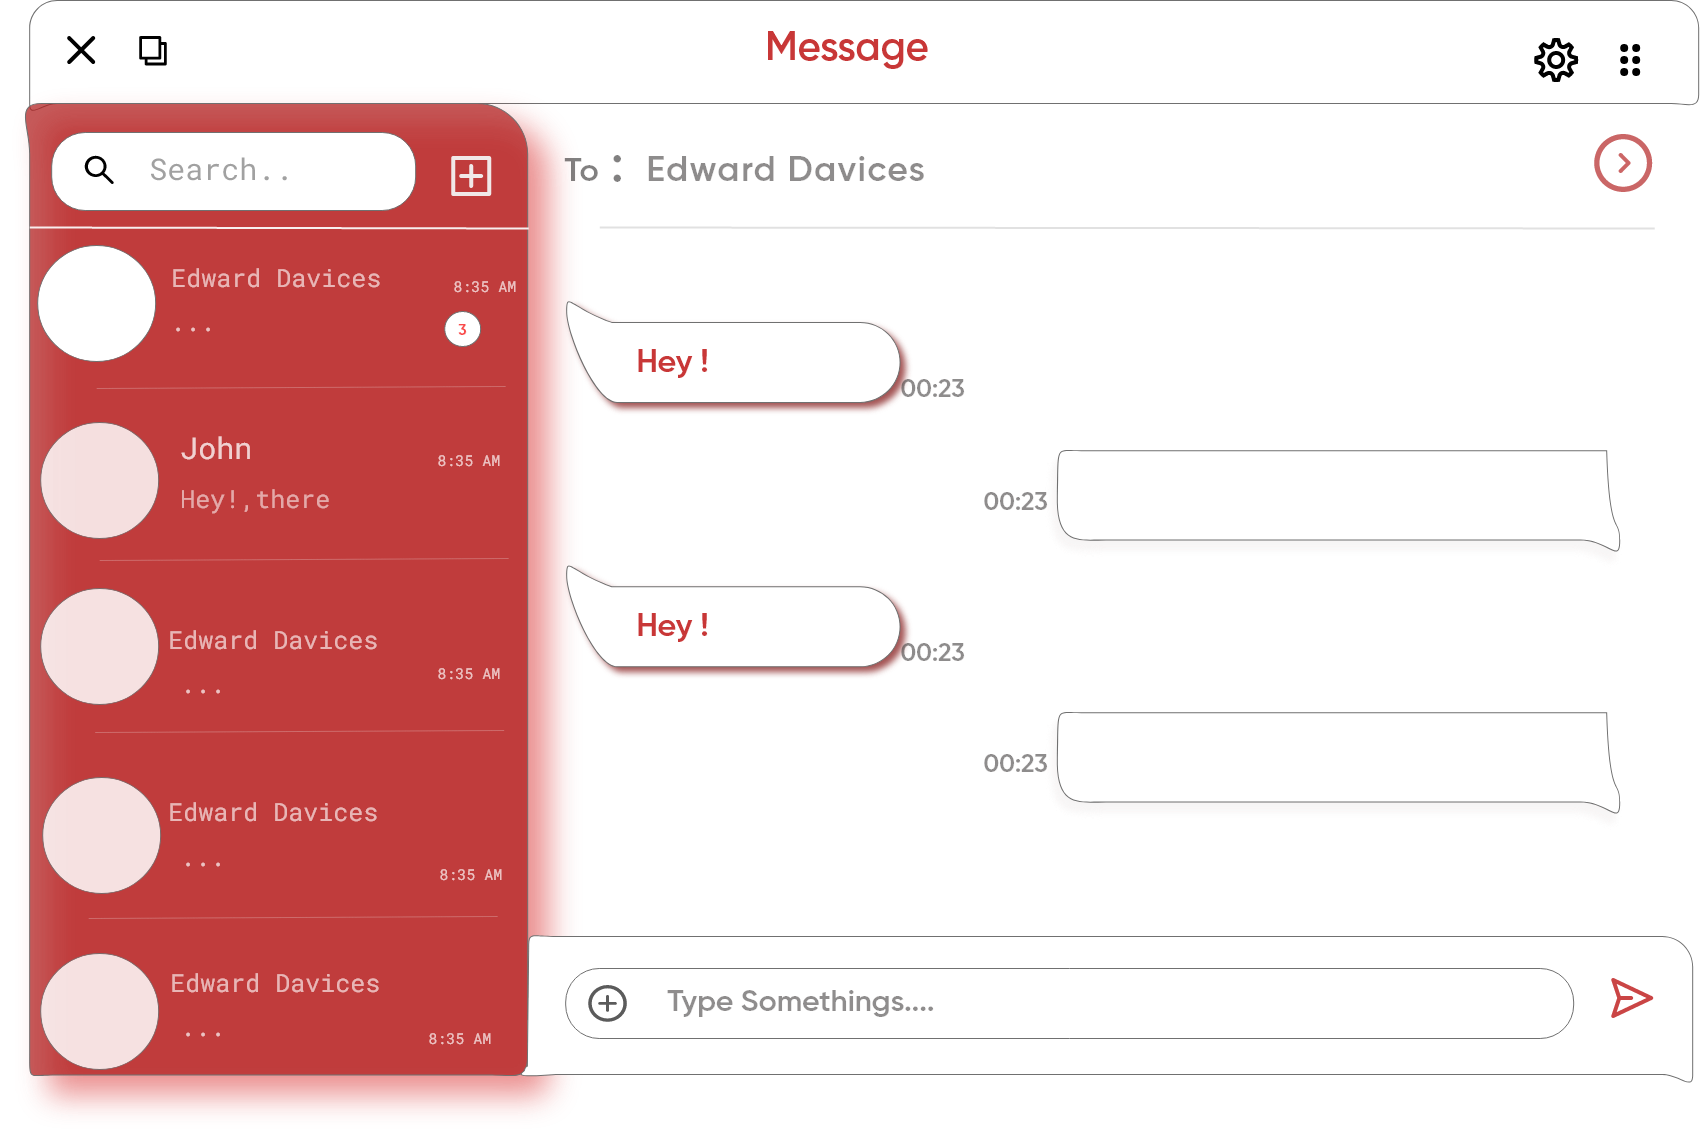 Message
Search..
Edward Davices
8:35 AM
...
3
John
8:35 AM
Hey!,there
Edward Davices
8:35 AM
...
Edward Davices
...
8:35 AM
Edward Davices
...
8:35 AM
To : Edward Davices
Hey !
00:23
00:23
Hey !
00:23
00:23
Type Somethings....